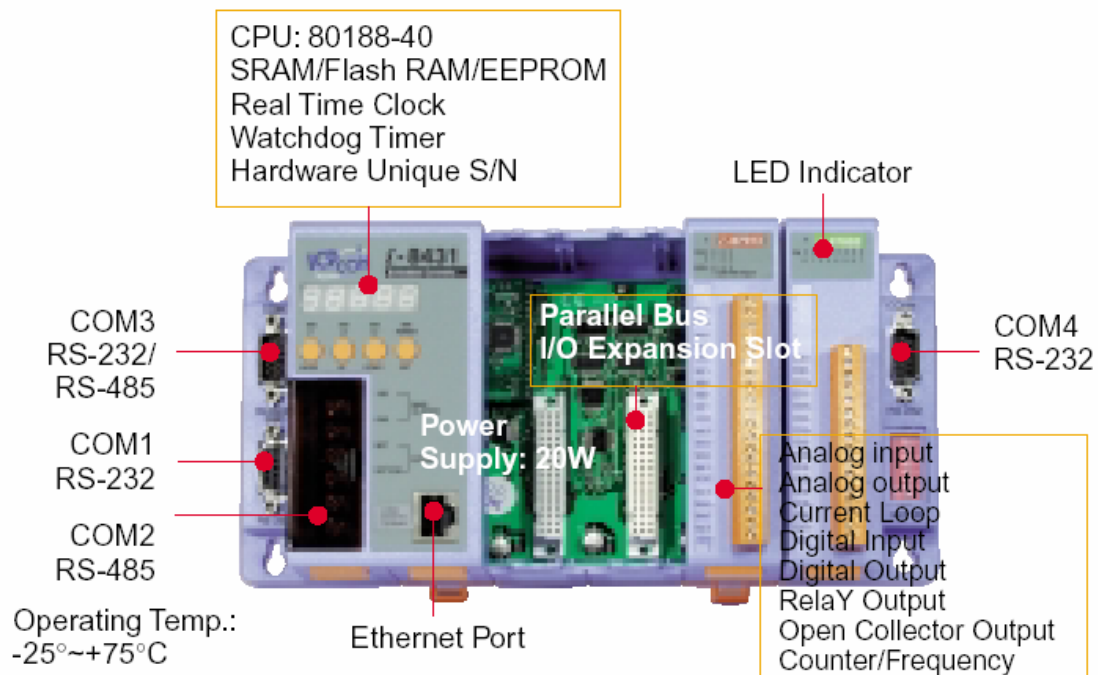 CPU: 80188-40
SRAM/Flash RAM/EEPROM
Real Time Clock
Watchdog Timer
Hardware Unique S/N
LED Indicator
i-8431
COM3
RS-232/
RS-485
Parallel Bus
I/O Expansion Slot
COM4
RS-232
COM1
RS-232
Power
Supply: 20W
COM2
RS-485
Analog input
Analog output
Current Loop
Digital Input
Digital Output
RelaY Output
Open Collector Output
Counter/Frequency
Operating Temp.:
-25°~+75°C
Ethernet Port